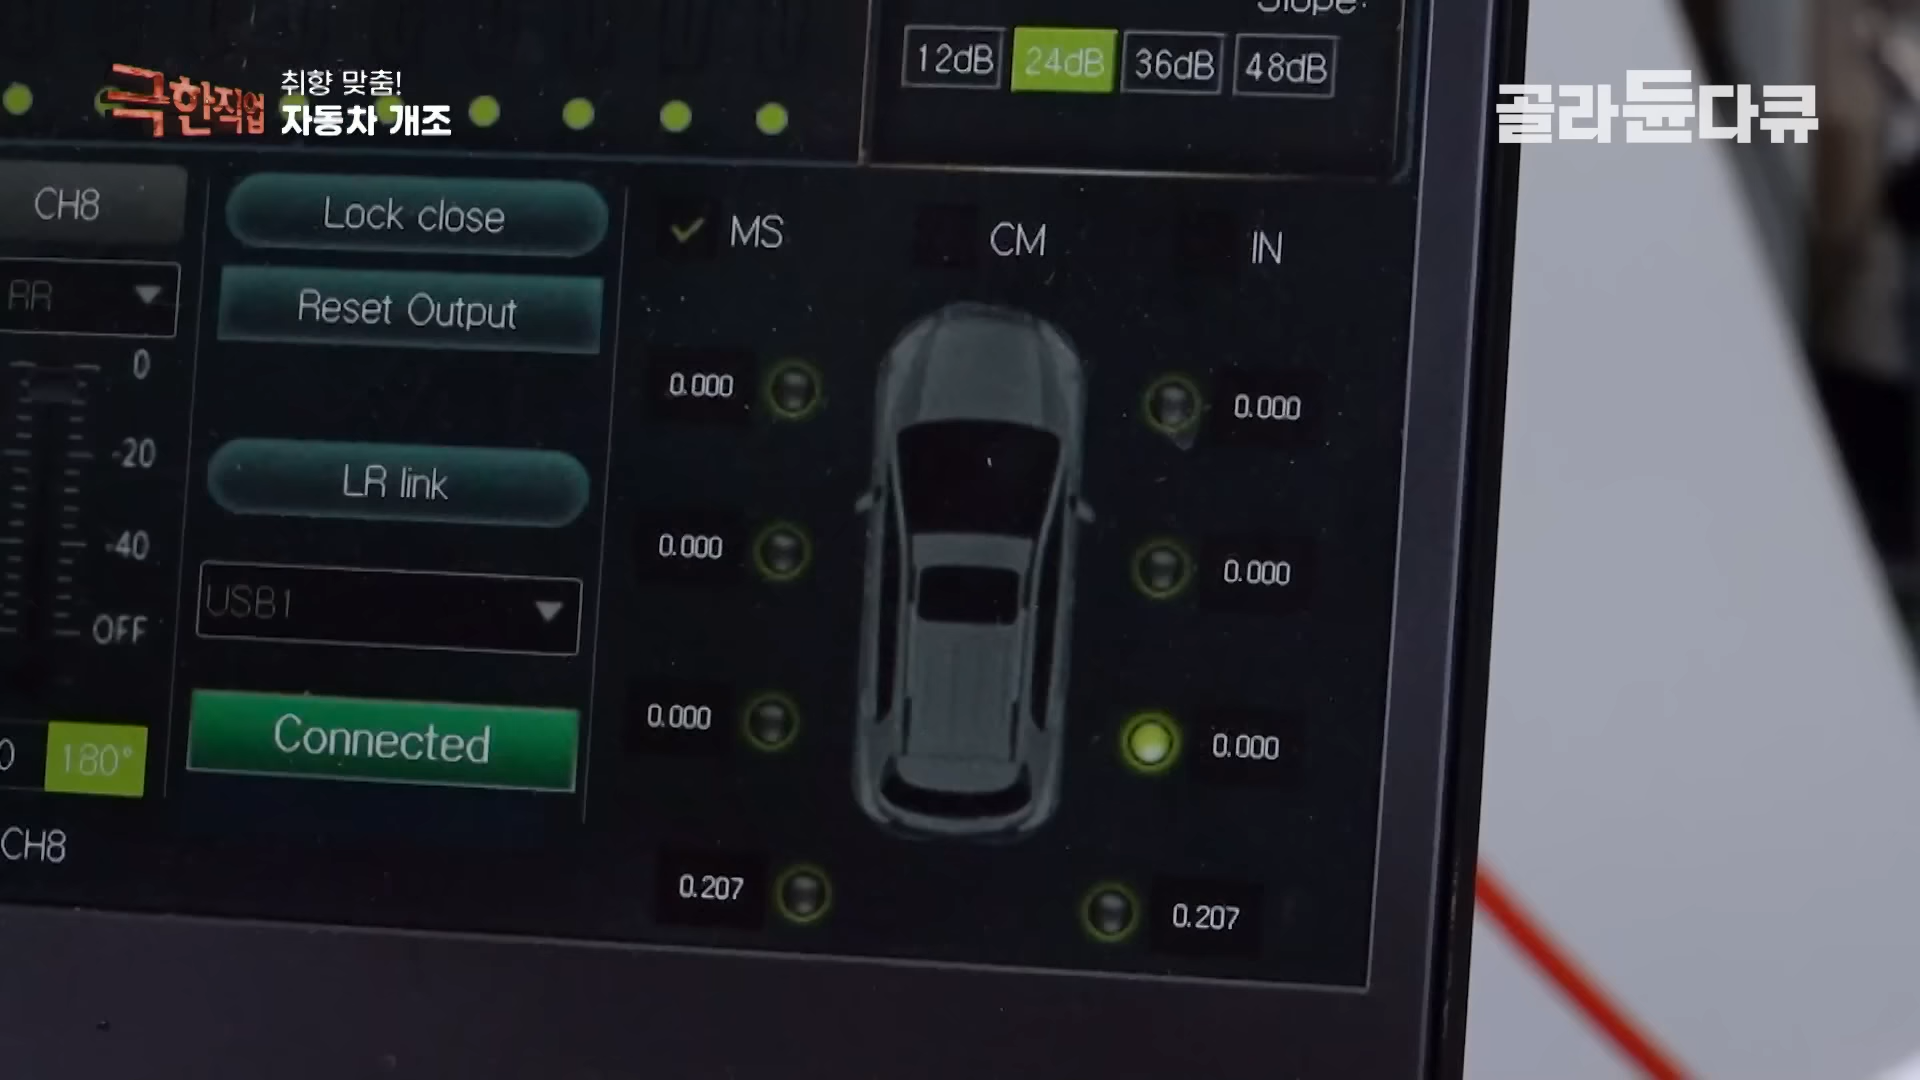 Slope:
12dB 24dB 36dB 48dB
극한직업
취향 맞춤!
자동차 개조
골라듄다큐
CH8
Lock close
MS
CM
IN
RR
Reset Output
0
-20
-40
OFF
LR link
USB1
Connected
0.000
0.000
0.000
0.000
0.000
0.000
0.207
0.207
180°
CH8